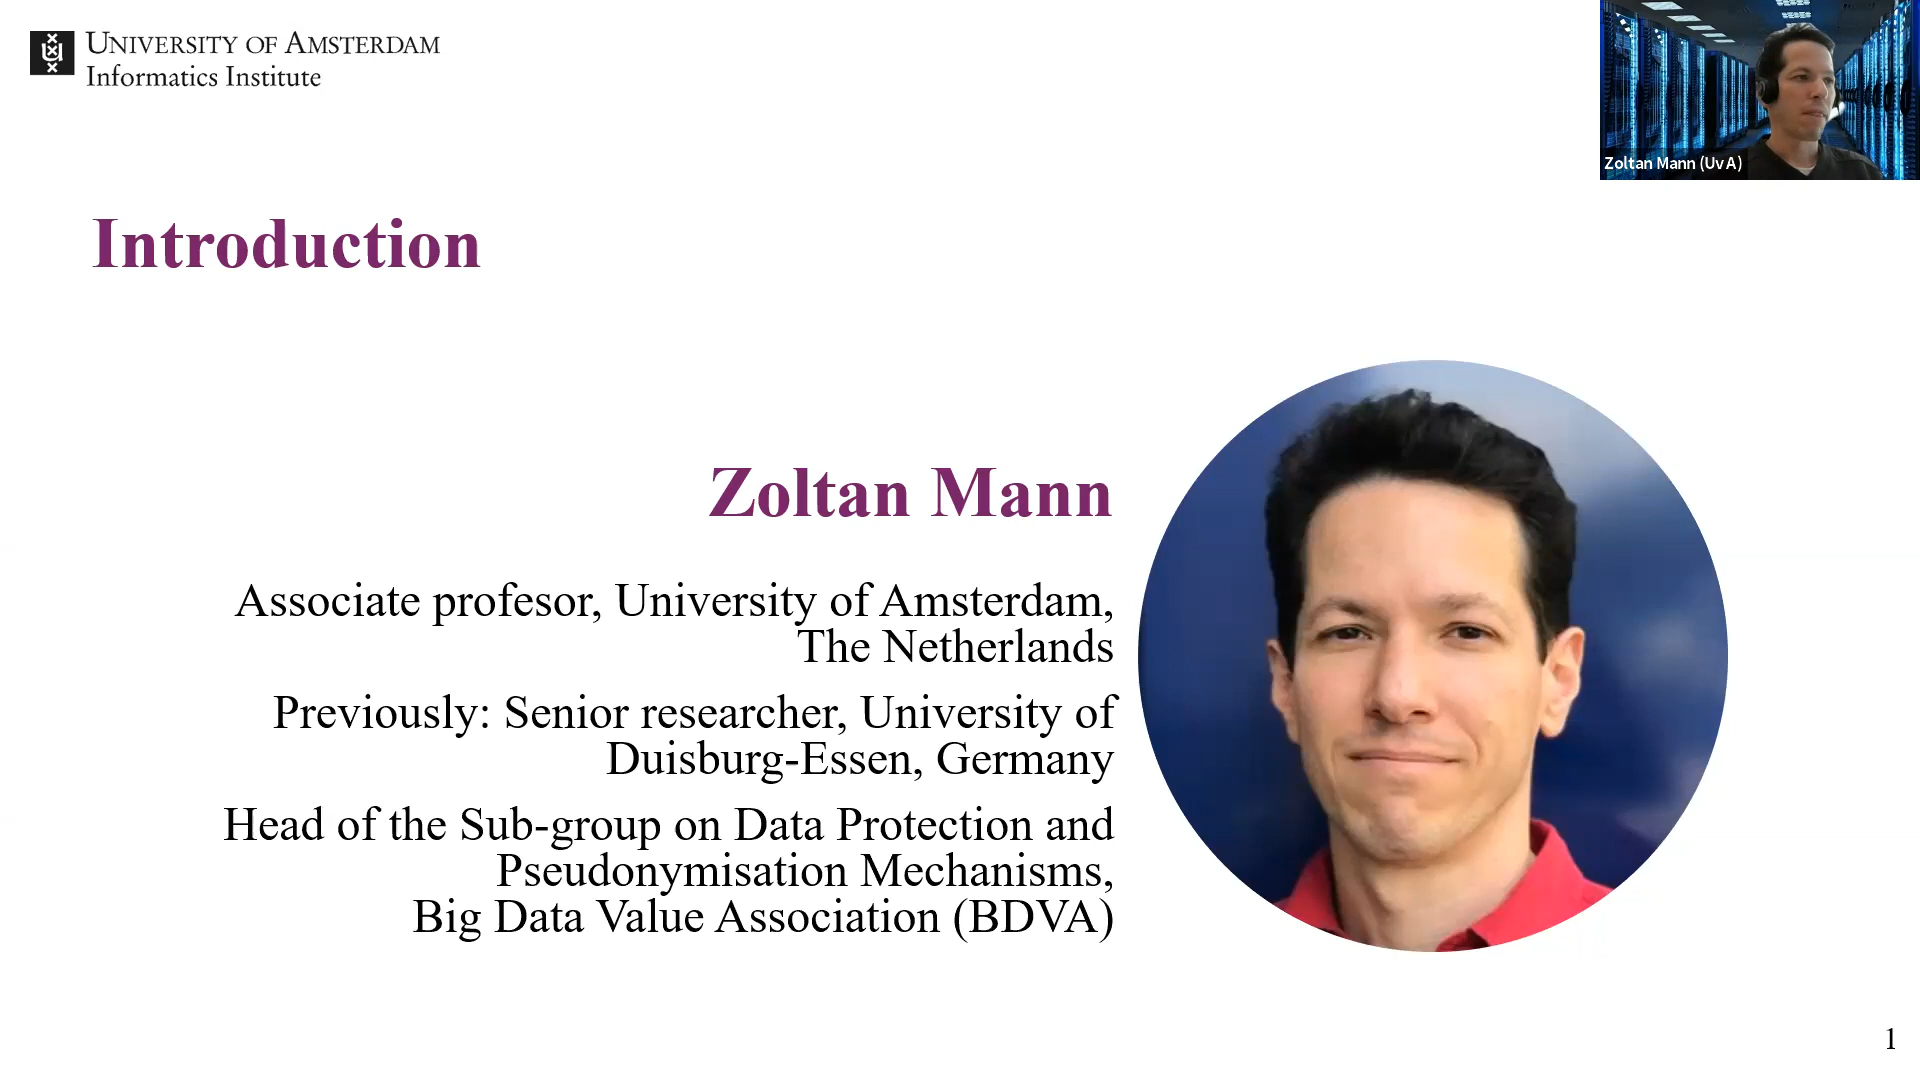 UNIVERSITY OF AMSTERDAM
Informatics Institute
Zoltan Mann (UvA)
Introduction
Zoltan Mann
Associate profesor, University of Amsterdam,
The Netherlands
Previously: Senior researcher, University of
Duisburg-Essen, Germany
Head of the Sub-group on Data Protection and
Pseudonymisation Mechanisms,
Big Data Value Association (BDVA)
1